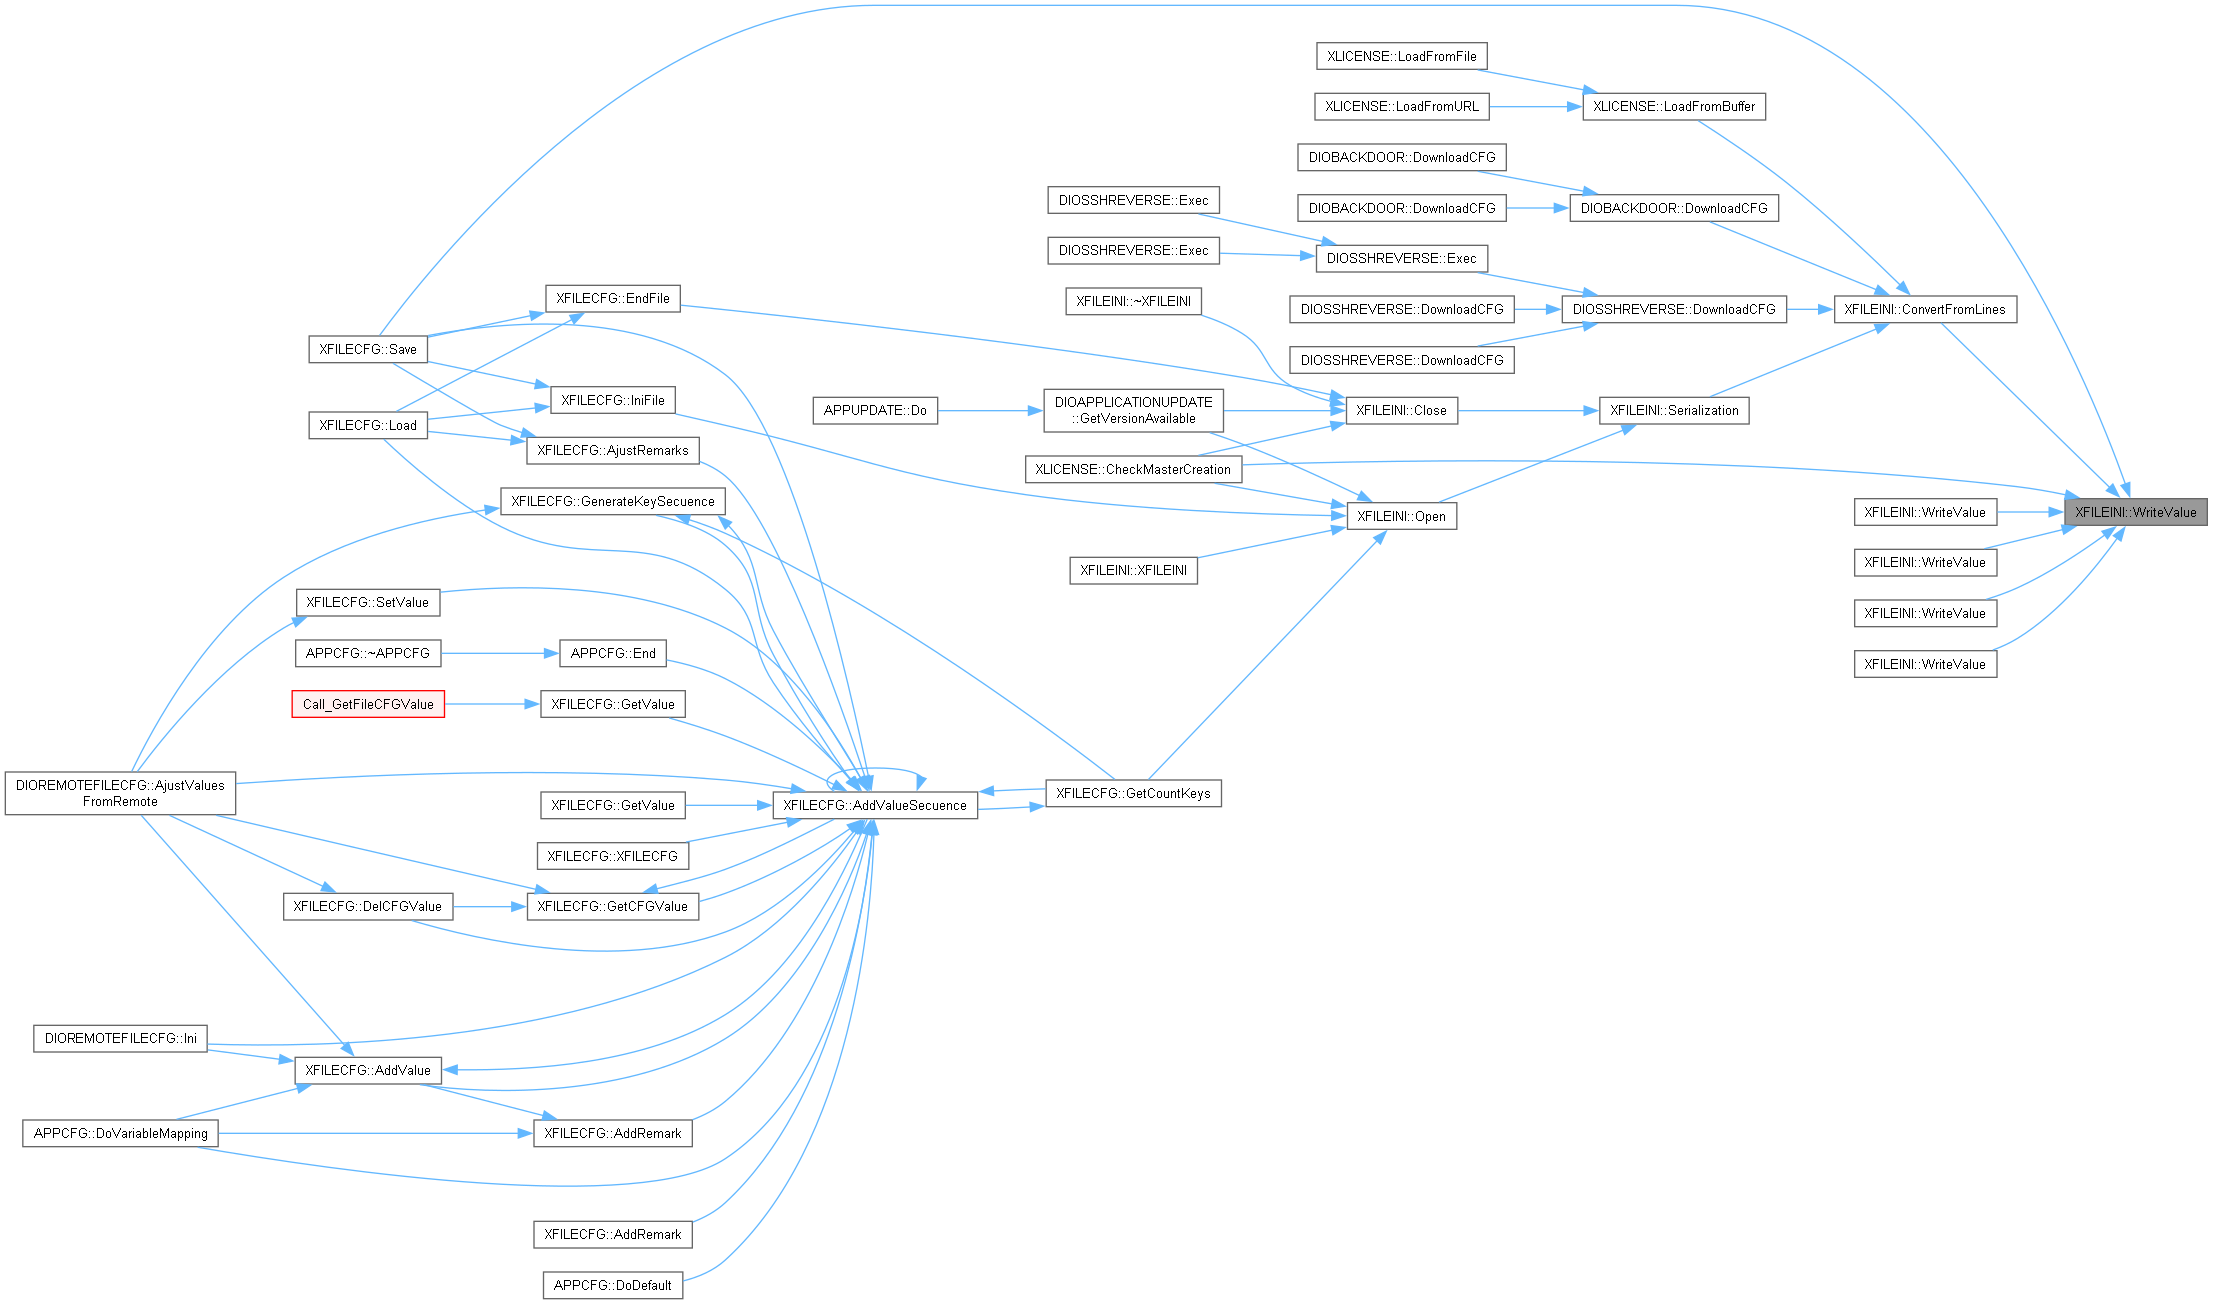 XLICENSE::LoadFromFile
XLICENSE::LoadFromURL
XLICENSE::LoadFromBuffer
DIOBACKDOOR::DownloadCFG
DIOSSHREVERSE::Exec
DIOBACKDOOR::DownloadCFG
DIOBACKDOOR::DownloadCFG
DIOSSHREVERSE::Exec
DIOSSHREVERSE::Exec
XFILECFG::EndFile
XFILEINI::~XFILEINI
DIOSSHREVERSE::DownloadCFG
DIOSSHREVERSE::DownloadCFG
XFILEINI::ConvertFromLines
XFILECFG::Save
DIOSSHREVERSE::DownloadCFG
XFILECFG::IniFile
APPUPDATE::Do
DIOAPPLICATIONUPDATE
::GetVersionAvailable
XFILEINI::Close
XFILEINI::Serialization
XFILECFG::Load
XFILECFG::AjustRemarks
XLICENSE::CheckMasterCreation
XFILECFG::GenerateKeySecuence
XFILEINI::Open
XFILEINI::WriteValue
XFILEINI::WriteValue
XFILEINI::XFILEINI
XFILEINI::WriteValue
XFILECFG::SetValue
XFILEINI::WriteValue
APPCFG::~APPCFG
APPCFG::End
XFILEINI::WriteValue
Call_GetFileCFGValue
XFILECFG::GetValue
DIOREMOTEFILECFG::AjustValues
FromRemote
XFILECFG::GetValue
XFILECFG::AddValueSecuence
XFILECFG::GetCountKeys
XFILECFG::XFILECFG
XFILECFG::DelCFGValue
XFILECFG::GetCFGValue
DIOREMOTEFILECFG::Ini
XFILECFG::AddValue
APPCFG::DoVariableMapping
XFILECFG::AddRemark
XFILECFG::AddRemark
APPCFG::DoDefault